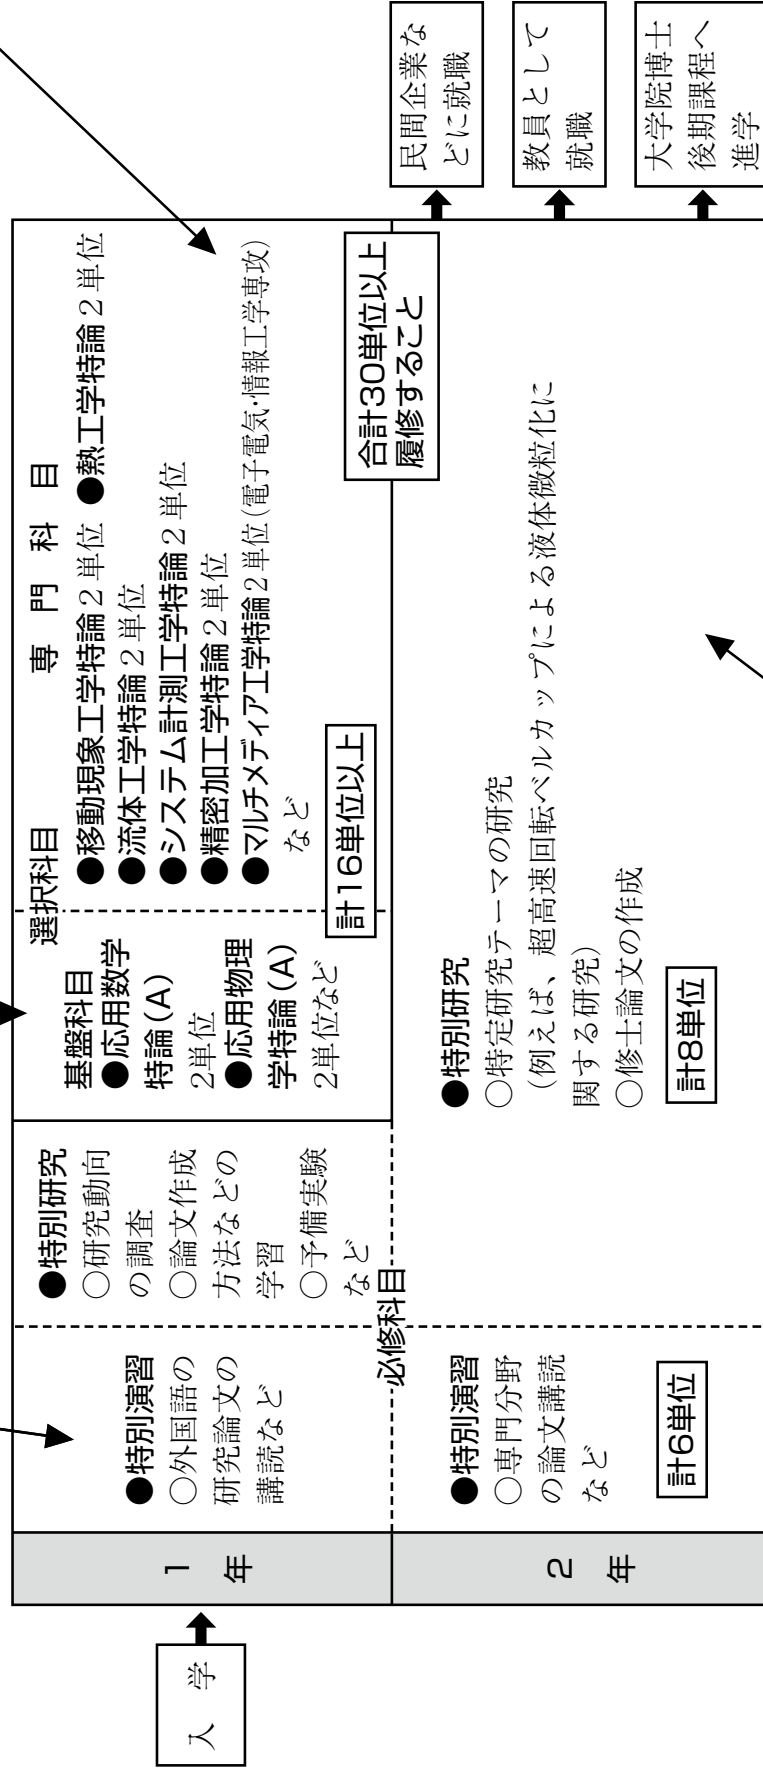 入　学
1　年
2　年
●特別演習
○外国語の
研究論文の
講読など
●特別研究
○研究動向
の調査
○論文作成
方法などの
学習
○予備実験
など
必修科目
選択科目
基盤科目
●応用数学
特論(A)
2単位
●応用物理
学特論(A)
2単位など
専　門　科　目
●移動現象工学特論2単位　●熱工学特論2単位
●流体工学特論2単位
●システム計測工学特論2単位
●精密加工学特論2単位
●マルチメディア工学特論2単位(電子電気・情報工学専攻)
など
計16単位以上
合計30単位以上
履修すること
●特別演習
○専門分野
の論文講読
など
計6単位
●特別研究
○特定研究テーマの研究
(例えば、超高速回転ベルカップによる液体微粒化に
関する研究)
○修士論文の作成
計8単位
民間企業な
どに就職
教員として
就職
大学院博士
後期課程へ
進学